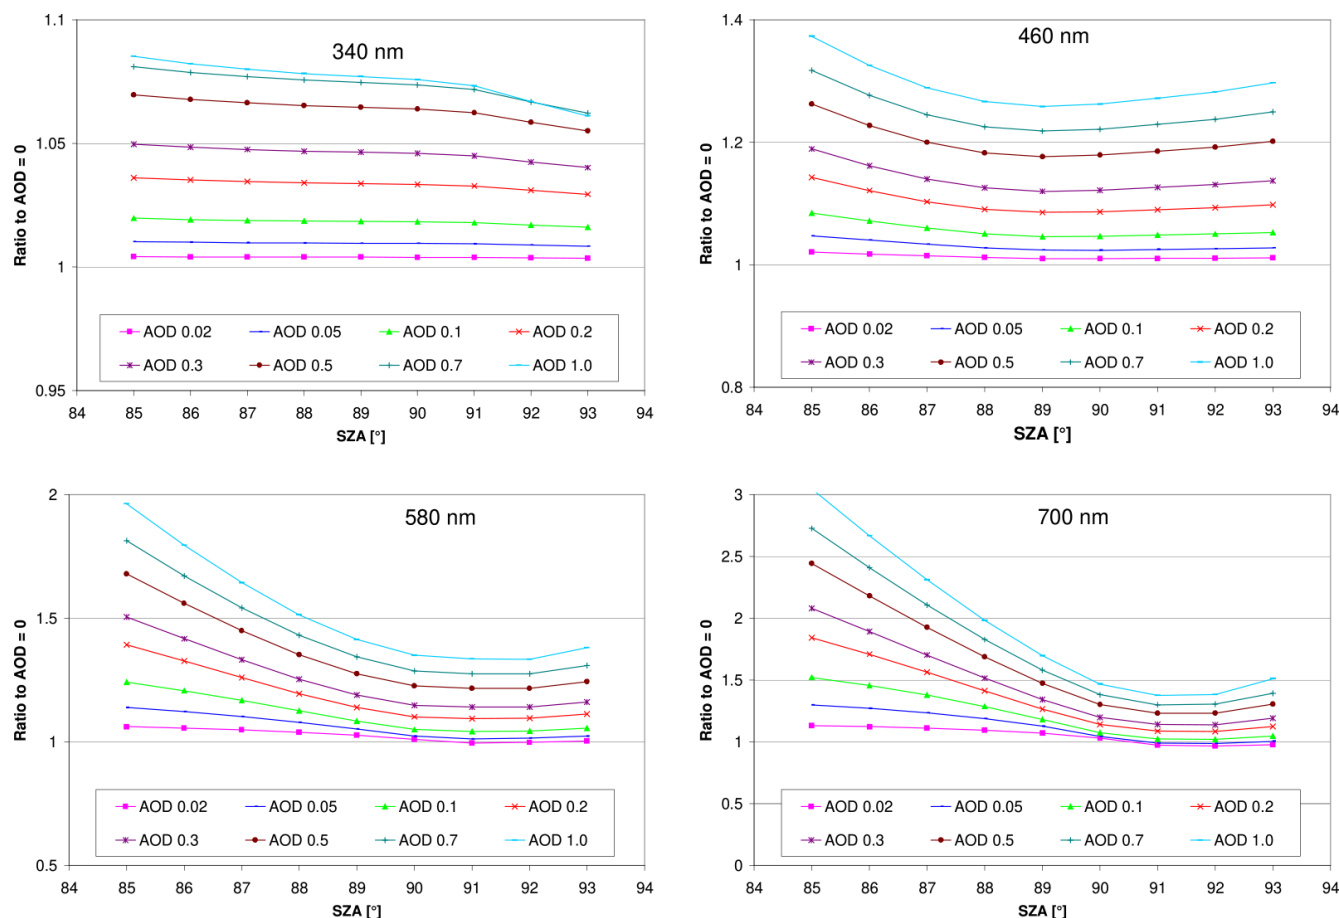 340 nm
Ratio to AOD = 0
1.1
1.05
1
0.95
AOD 0.02 AOD 0.05 AOD 0.1 AOD 0.2
AOD 0.3 AOD 0.5 AOD 0.7 AOD 1.0
84 85 86 87 88 89 90 91 92 93 94
SZA [°]
460 nm
Ratio to AOD = 0
1.4
1.2
1
0.8
AOD 0.02 AOD 0.05 AOD 0.1 AOD 0.2
AOD 0.3 AOD 0.5 AOD 0.7 AOD 1.0
84 85 86 87 88 89 90 91 92 93 94
SZA [°]
580 nm
Ratio to AOD = 0
2
1.5
1
0.5
AOD 0.02 AOD 0.05 AOD 0.1 AOD 0.2
AOD 0.3 AOD 0.5 AOD 0.7 AOD 1.0
84 85 86 87 88 89 90 91 92 93 94
SZA [°]
700 nm
Ratio to AOD = 0
3
2.5
2
1.5
1
0.5
0
AOD 0.02 AOD 0.05 AOD 0.1 AOD 0.2
AOD 0.3 AOD 0.5 AOD 0.7 AOD 1.0
84 85 86 87 88 89 90 91 92 93 94
SZA [°]